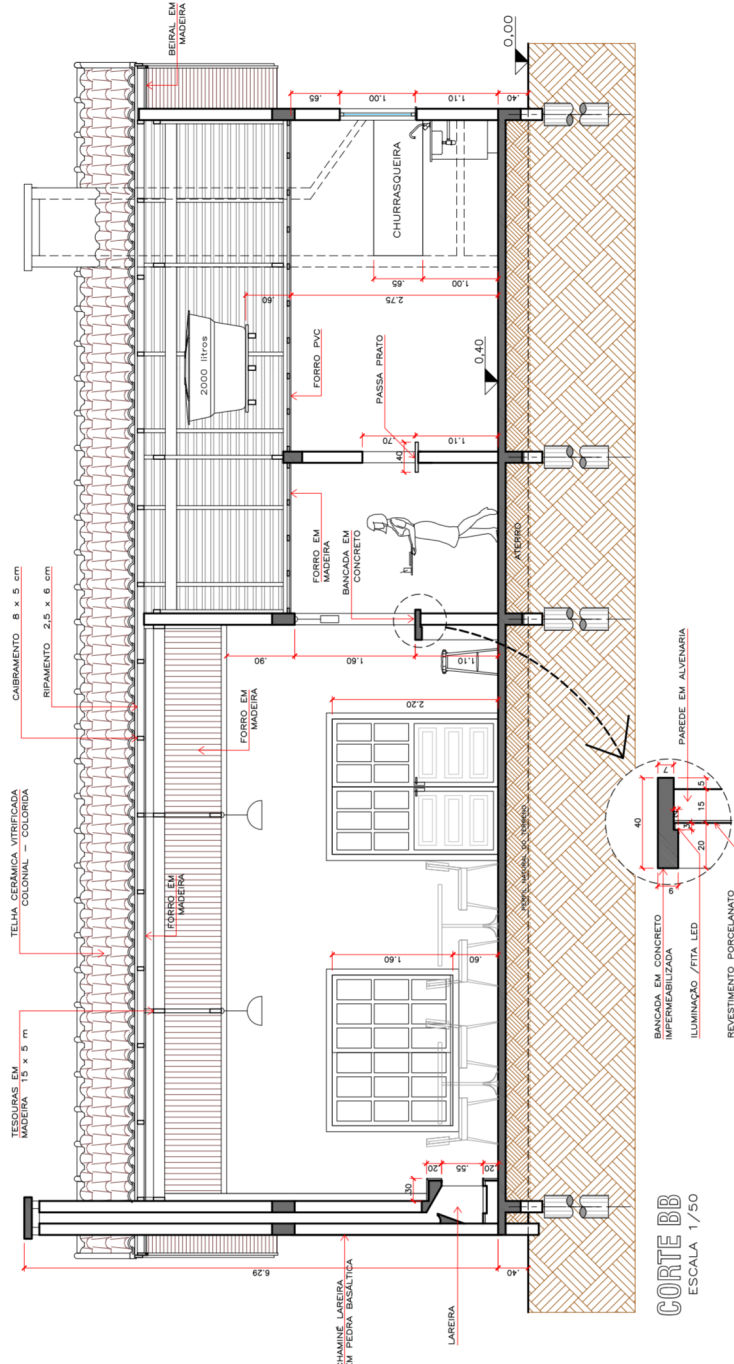 TESOURAS EM
MADEIRA 15 x 5 m
TELHA CERÂMICA VITRIFICADA
COLONIAL – COLORIDA
CAIBRAMENTO 8 x 5 cm
RIPAMENTO 2,5 x 6 cm
BEIRAL EM
MADEIRA
FORRO EM
MADEIRA
FORRO EM
MADEIRA
2000 litros
.60
FORRO PVC
FORRO EM
MADEIRA
BANCADA EM
CONCRETO
PASSA PRATO
CHURRASQUEIRA
.65
1.00
2.75
.65
1.00
1.10
.40
0,00
0,40
.70
40
1.10
.90
1.60
1.10
2.20
1.60
.60
.30
.20
.55
.20
6.29
.40
CHAMINÉ LAREIRA
EM PEDRA BASÁLTICA
LAREIRA
ATERRO
PERFIL NATURAL DO TERRENO
CORTE BB
ESCALA 1/50
BANCADA EM CONCRETO
IMPERMEABILIZADA
ILUMINAÇÃO /FITA LED
REVESTIMENTO PORCELANATO
PAREDE EM ALVENARIA
40
7
9
20
15
5